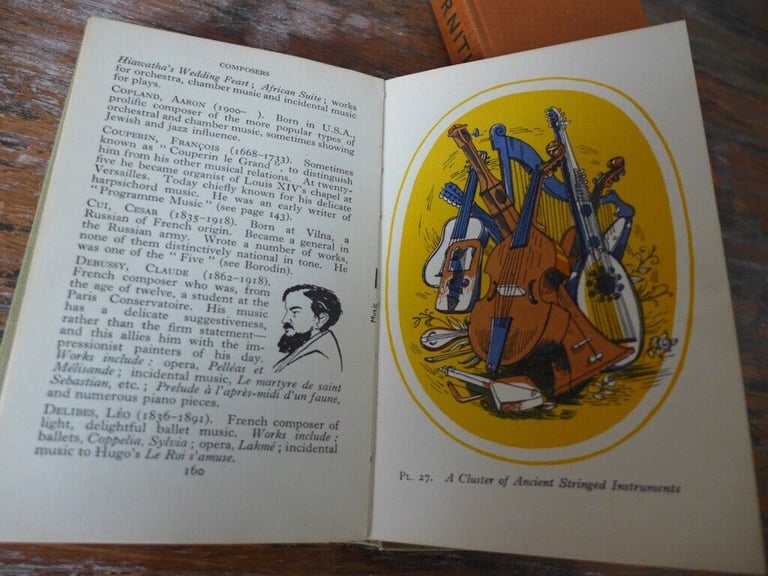 COMPOSERS
Hiawatha's Wedding Feast; African Suite; works
for orchestra, chamber music and incidental music
for plays.
COPLAND, AARON (1900– ). Born in U.S.A.;
prolific composer of the more popular types of
orchestral and chamber music, sometimes showing
Jewish and jazz influence.
COUPERIN, FRANÇOIS (1668–1733). Sometimes
known as "Couperin le Grand", to distinguish
him from his other musical relations. At twenty-
five he became organist of Louis XIV's chapel at
Versailles. Today chiefly known for his delicate
harpsichord music. He was an early writer of
"Programme Music" (see page 143).
CUI, CESAR (1835–1918). Born at Vilna, a
Russian of French origin. Became a general in
the Russian army. Wrote a number of works,
none of them distinctively national in tone. He
was one of the "Five" (see Borodin).
DEBUSSY, CLAUDE (1862–1918).
French composer who was, from
the age of twelve, a student at the
Paris Conservatoire. His music
has a delicate suggestiveness,
rather than the firm statement—
and this allies him with the im-
pressionist painters of his day.
Works include: opera, Pelléas et
Mélisande; incidental music, Le martyre de saint
Sebastian, etc.; Prelude à l'après-midi d'un faune,
and numerous piano pieces.
DELIBES, LÉO (1836–1891). French composer of
light, delightful ballet music. Works include:
ballets, Coppelia, Sylvia; opera, Lakmé; incidental
music to Hugo's Le Roi s'amuse.
160
Music
PL. 27. A Cluster of Ancient Stringed Instruments